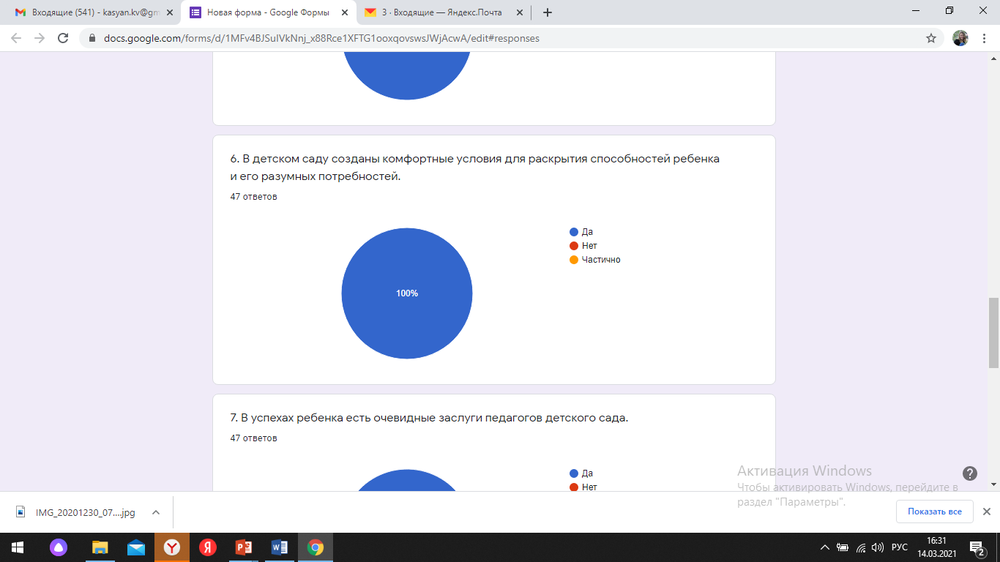 Входящие (541) - kasyan.kv@gm
Новая форма - Google Формы
3 · Входящие — Яндекс.Почта
docs.google.com/forms/d/1MFv4BJSuIVkNnj_x88Rce1XFTG1ooxqovswsJWjAcwA/edit#responses
6. В детском саду созданы комфортные условия для раскрытия способностей ребенка
и его разумных потребностей.
47 ответов
100%
Да
Нет
Частично
7. В успехах ребенка есть очевидные заслуги педагогов детского сада.
47 ответов
Да
Нет
Активация Windows
Чтобы активировать Windows, перейдите в
раздел "Параметры".
IMG_20201230_07....jpg
Показать все
РУС
16:31
14.03.2021
2